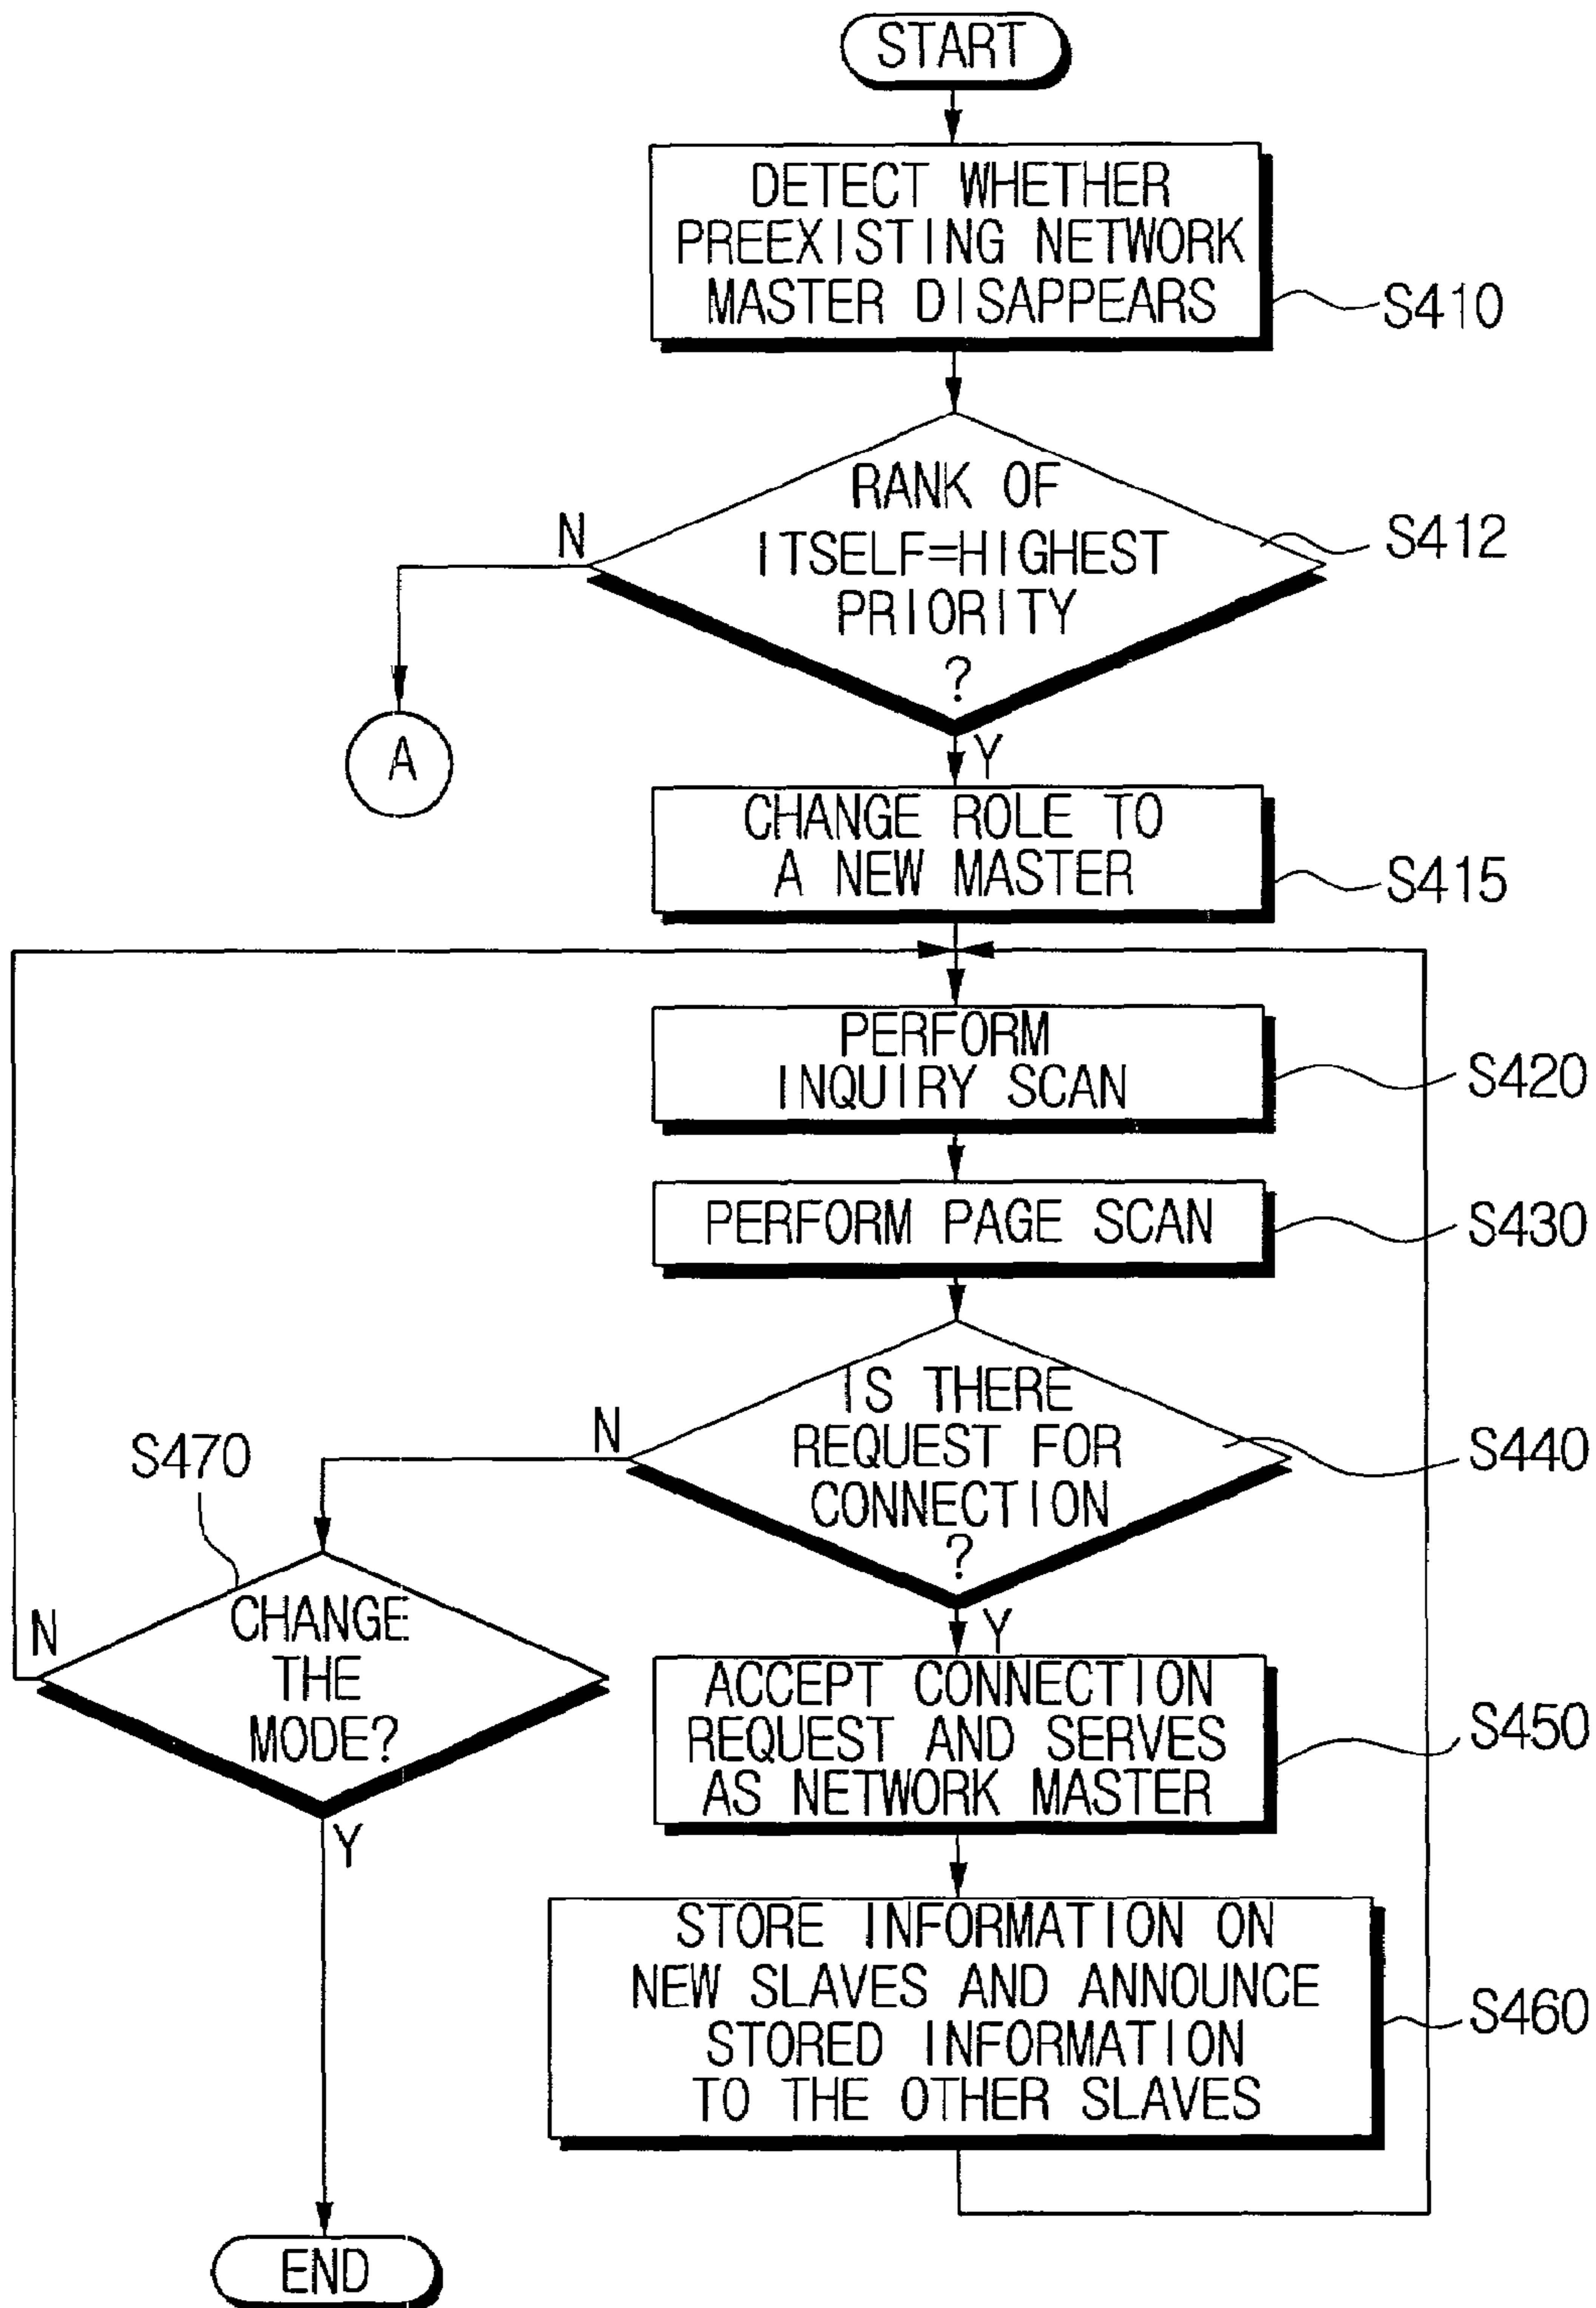 START
DETECT WHETHER
PREEXISTING NETWORK
MASTER DISAPPEARS
S410
RANK OF
ITSELF=HIGHEST
PRIORITY
?
S412
N
A
Y
CHANGE ROLE TO
A NEW MASTER
S415
PERFORM
INQUIRY SCAN
S420
PERFORM PAGE SCAN
S430
IS THERE
REQUEST FOR
CONNECTION
?
S440
N
S470
CHANGE
THE
MODE?
N
Y
Y
ACCEPT CONNECTION
REQUEST AND SERVES
AS NETWORK MASTER
S450
STORE INFORMATION ON
NEW SLAVES AND ANNOUNCE
STORED INFORMATION
TO THE OTHER SLAVES
S460
END